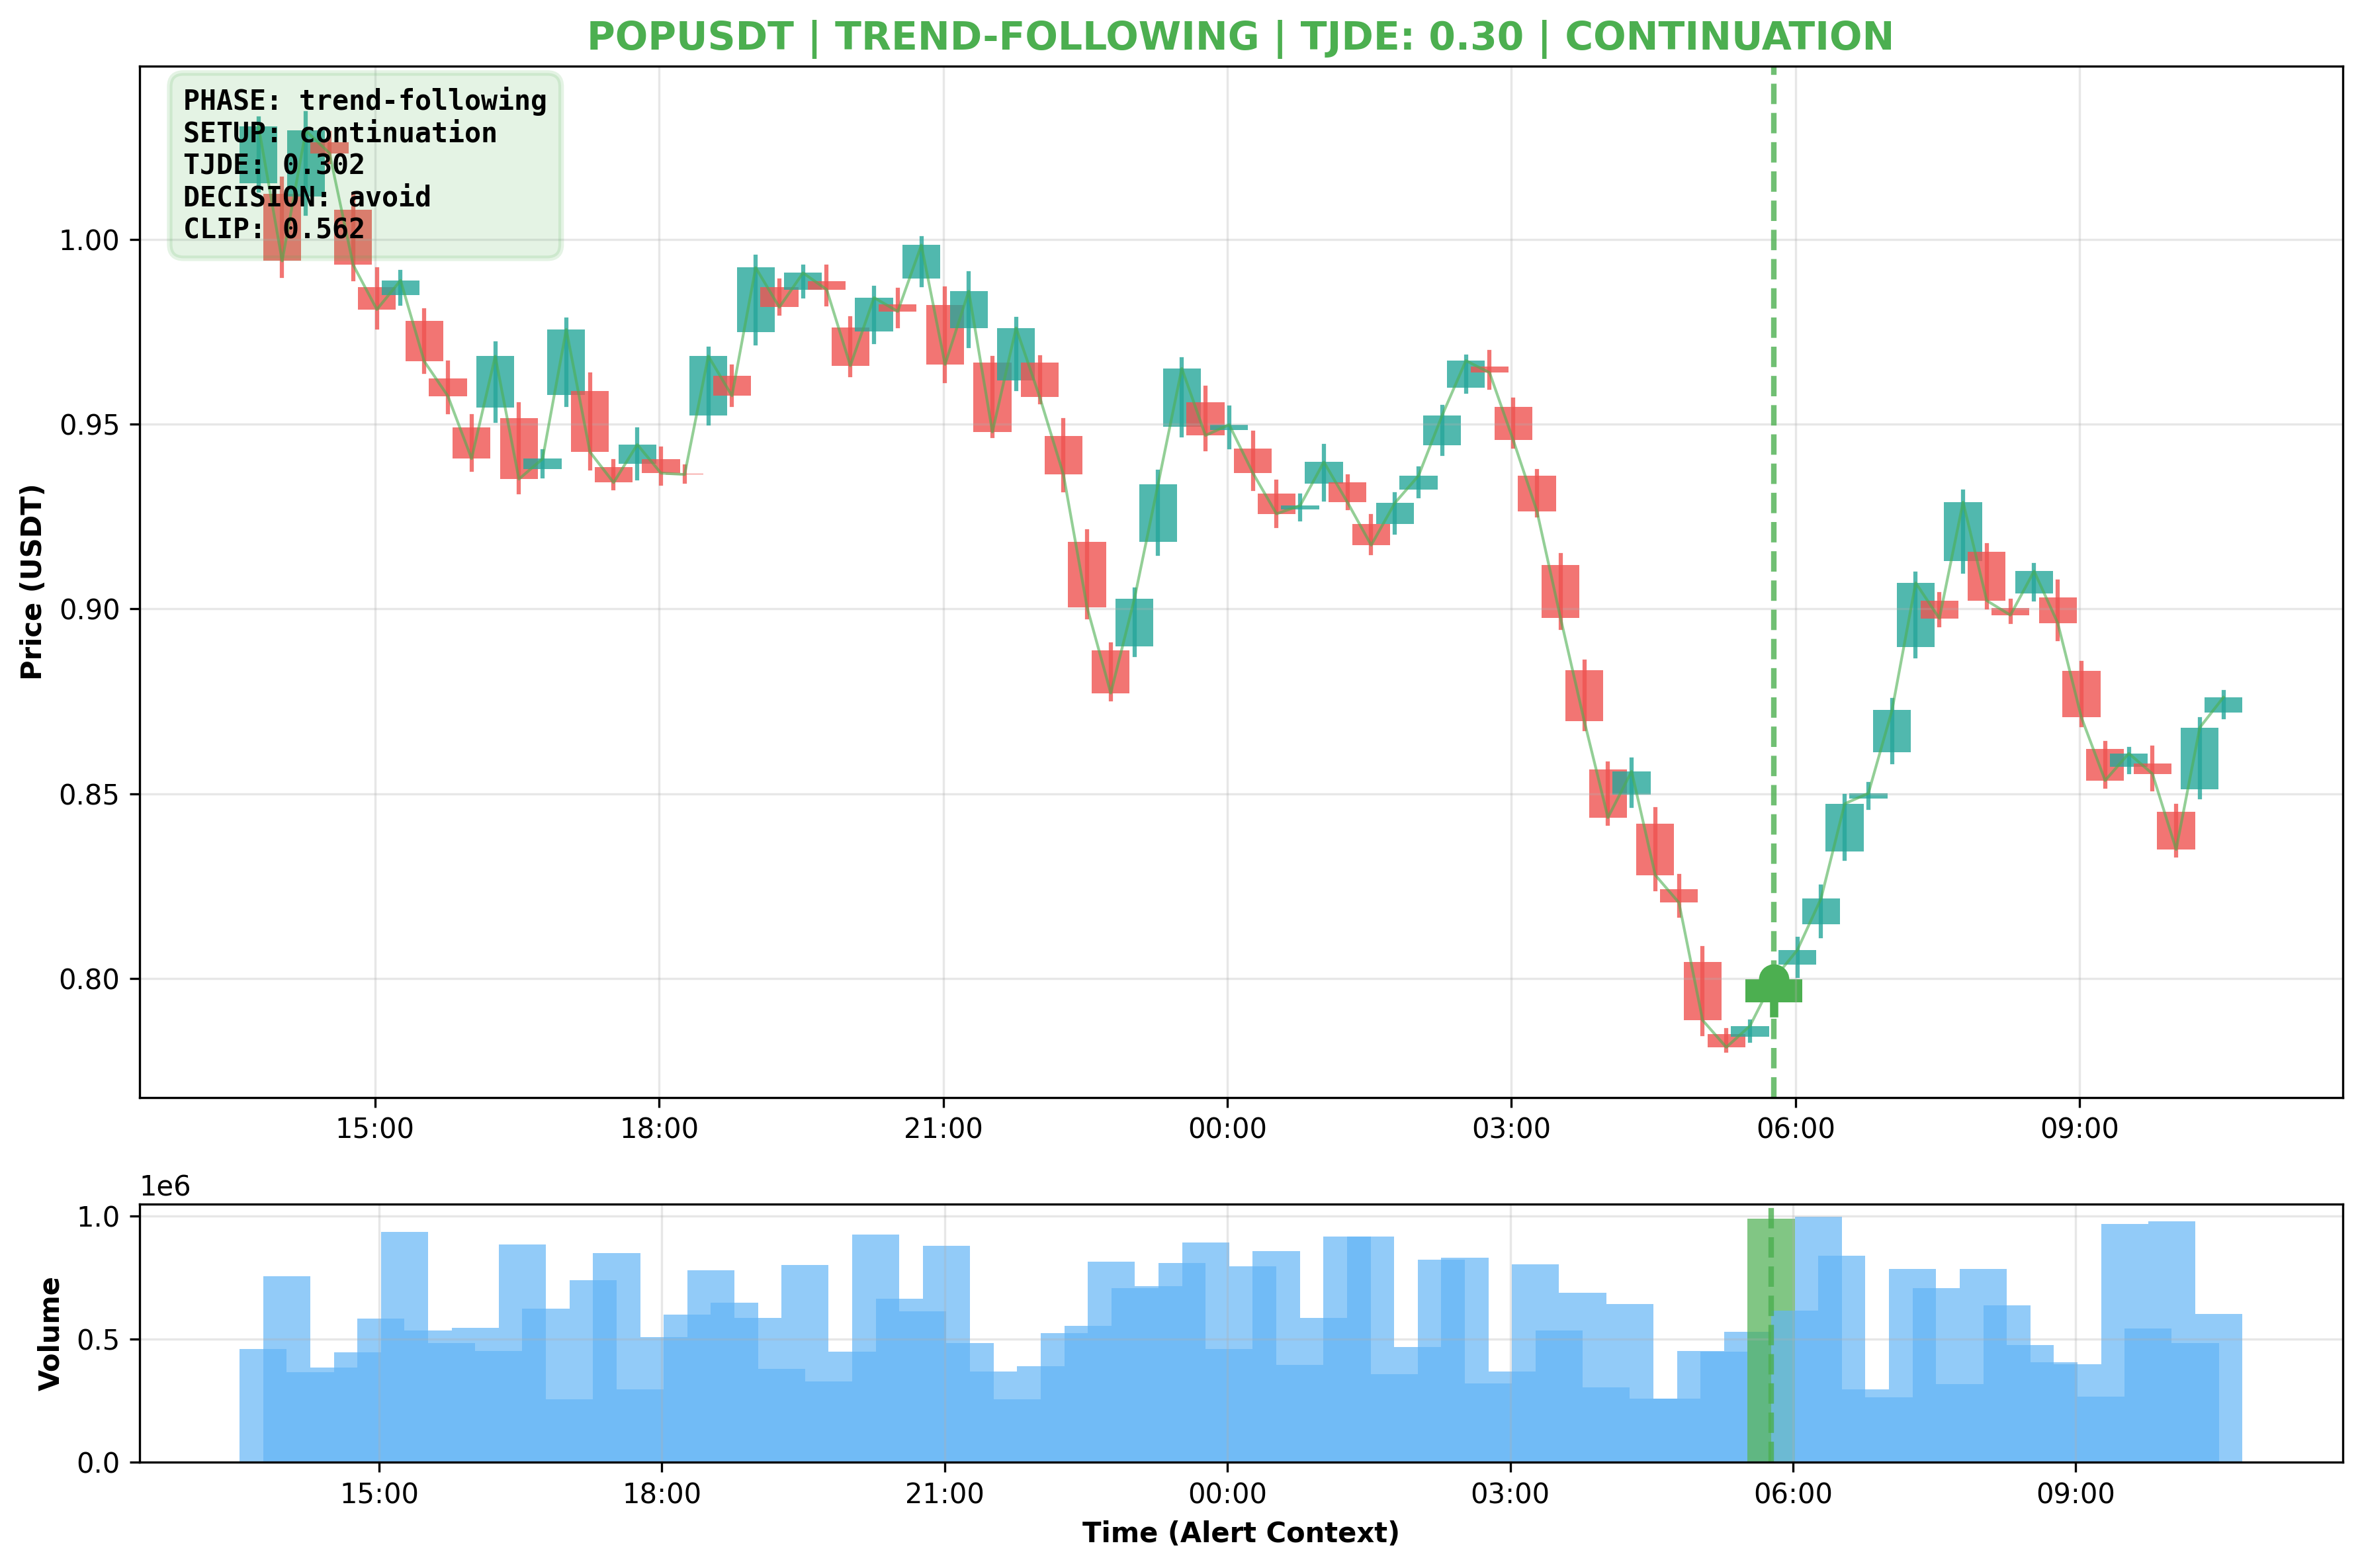 POPUSDT | TREND-FOLLOWING | TJDE: 0.30 | CONTINUATION
PHASE: trend-following
SETUP: continuation
TJDE: 0.302
DECISION: avoid
CLIP: 0.562
Price (USDT)
1.00
0.95
0.90
0.85
0.80
15:00 18:00 21:00 00:00 03:00 06:00 09:00
1e6
Volume
1.0
0.5
0.0
15:00 18:00 21:00 00:00 03:00 06:00 09:00
Time (Alert Context)